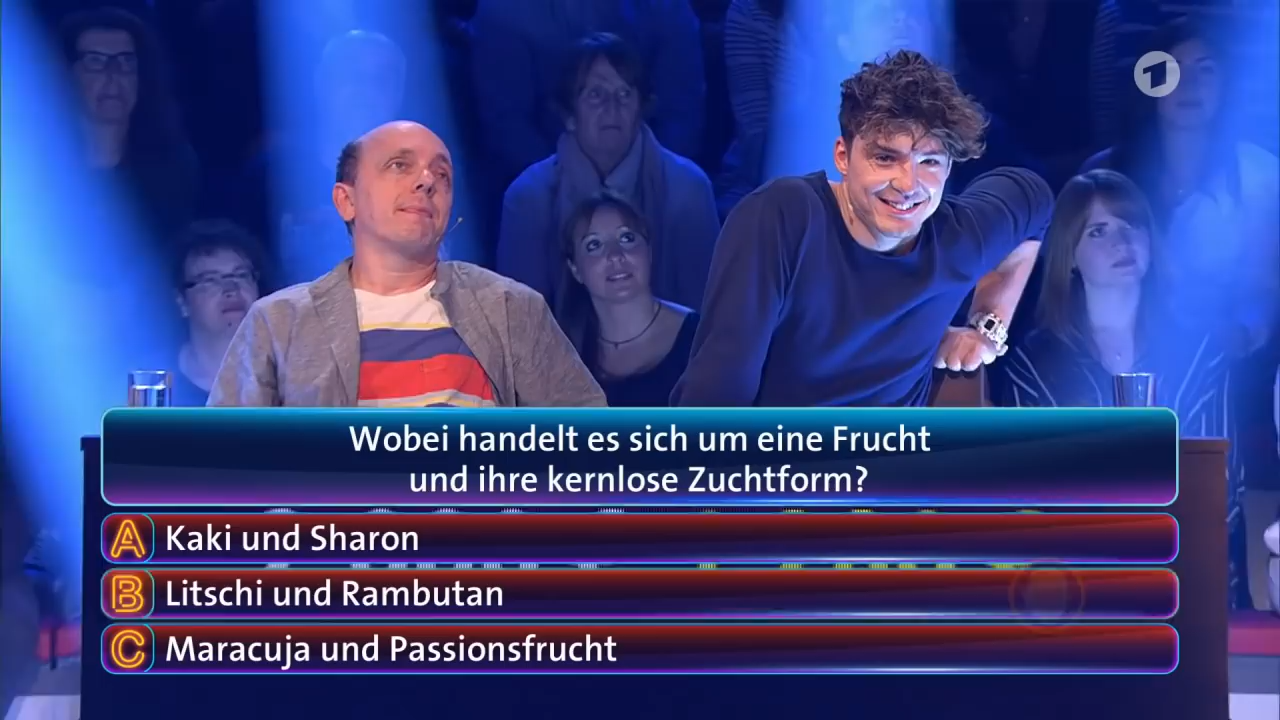 1
Wobei handelt es sich um eine Frucht
und ihre kernlose Zuchtform?
A Kaki und Sharon
B Litschi und Rambutan
C Maracuja und Passionsfrucht